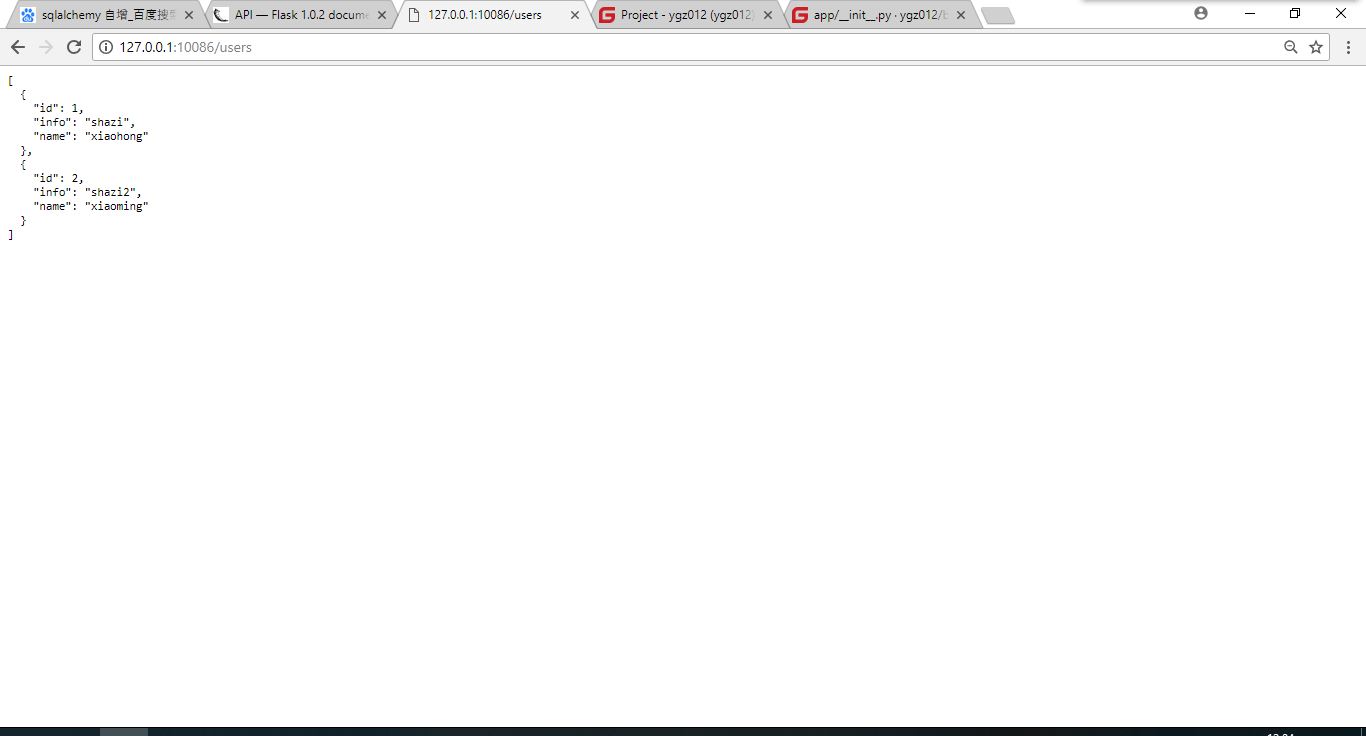 sqlalchemy 自增_百度搜
API — Flask 1.0.2 docume
127.0.0.1:10086/users
Project - ygz012 (ygz012)
app/__init__.py · ygz012/
127.0.0.1:10086/users
[
  {
    "id": 1,
    "info": "shazi",
    "name": "xiaohong"
  },
  {
    "id": 2,
    "info": "shazi2",
    "name": "xiaoming"
  }
]